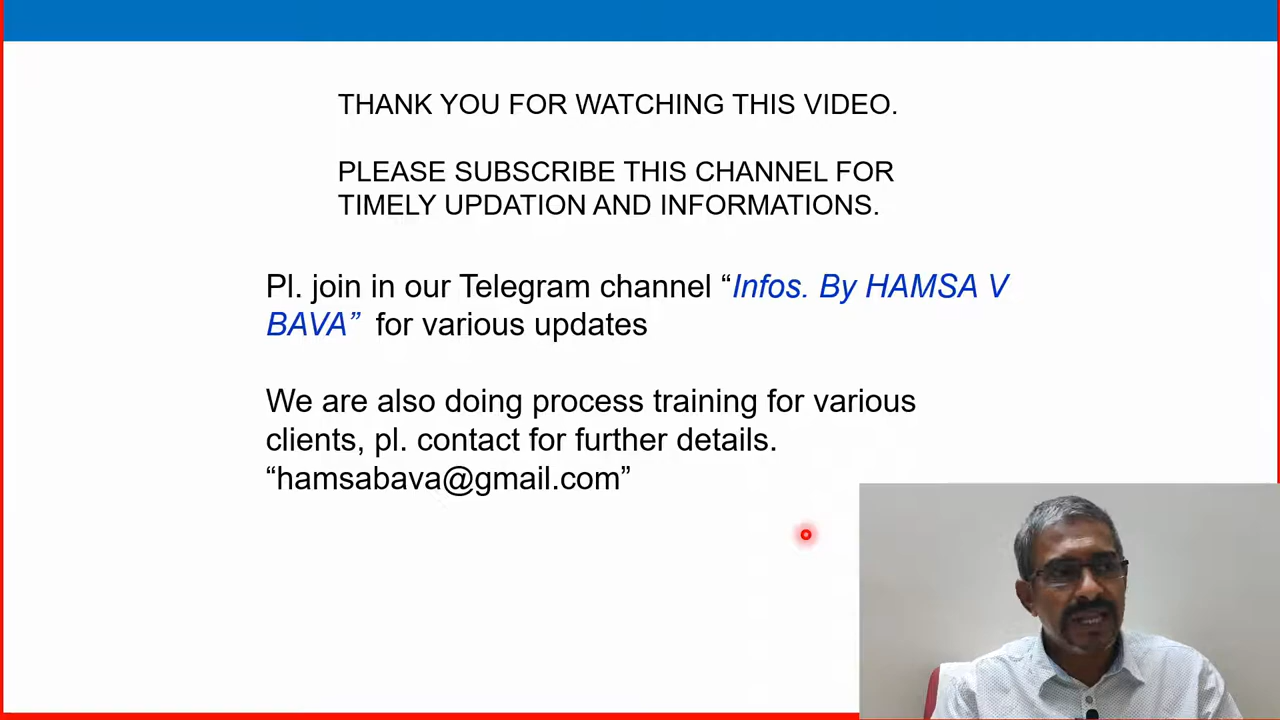 THANK YOU FOR WATCHING THIS VIDEO.
PLEASE SUBSCRIBE THIS CHANNEL FOR
TIMELY UPDATION AND INFORMATIONS.
Pl. join in our Telegram channel “Infos. By HAMSA V
BAVA” for various updates
We are also doing process training for various
clients, pl. contact for further details.
“hamsabava@gmail.com”